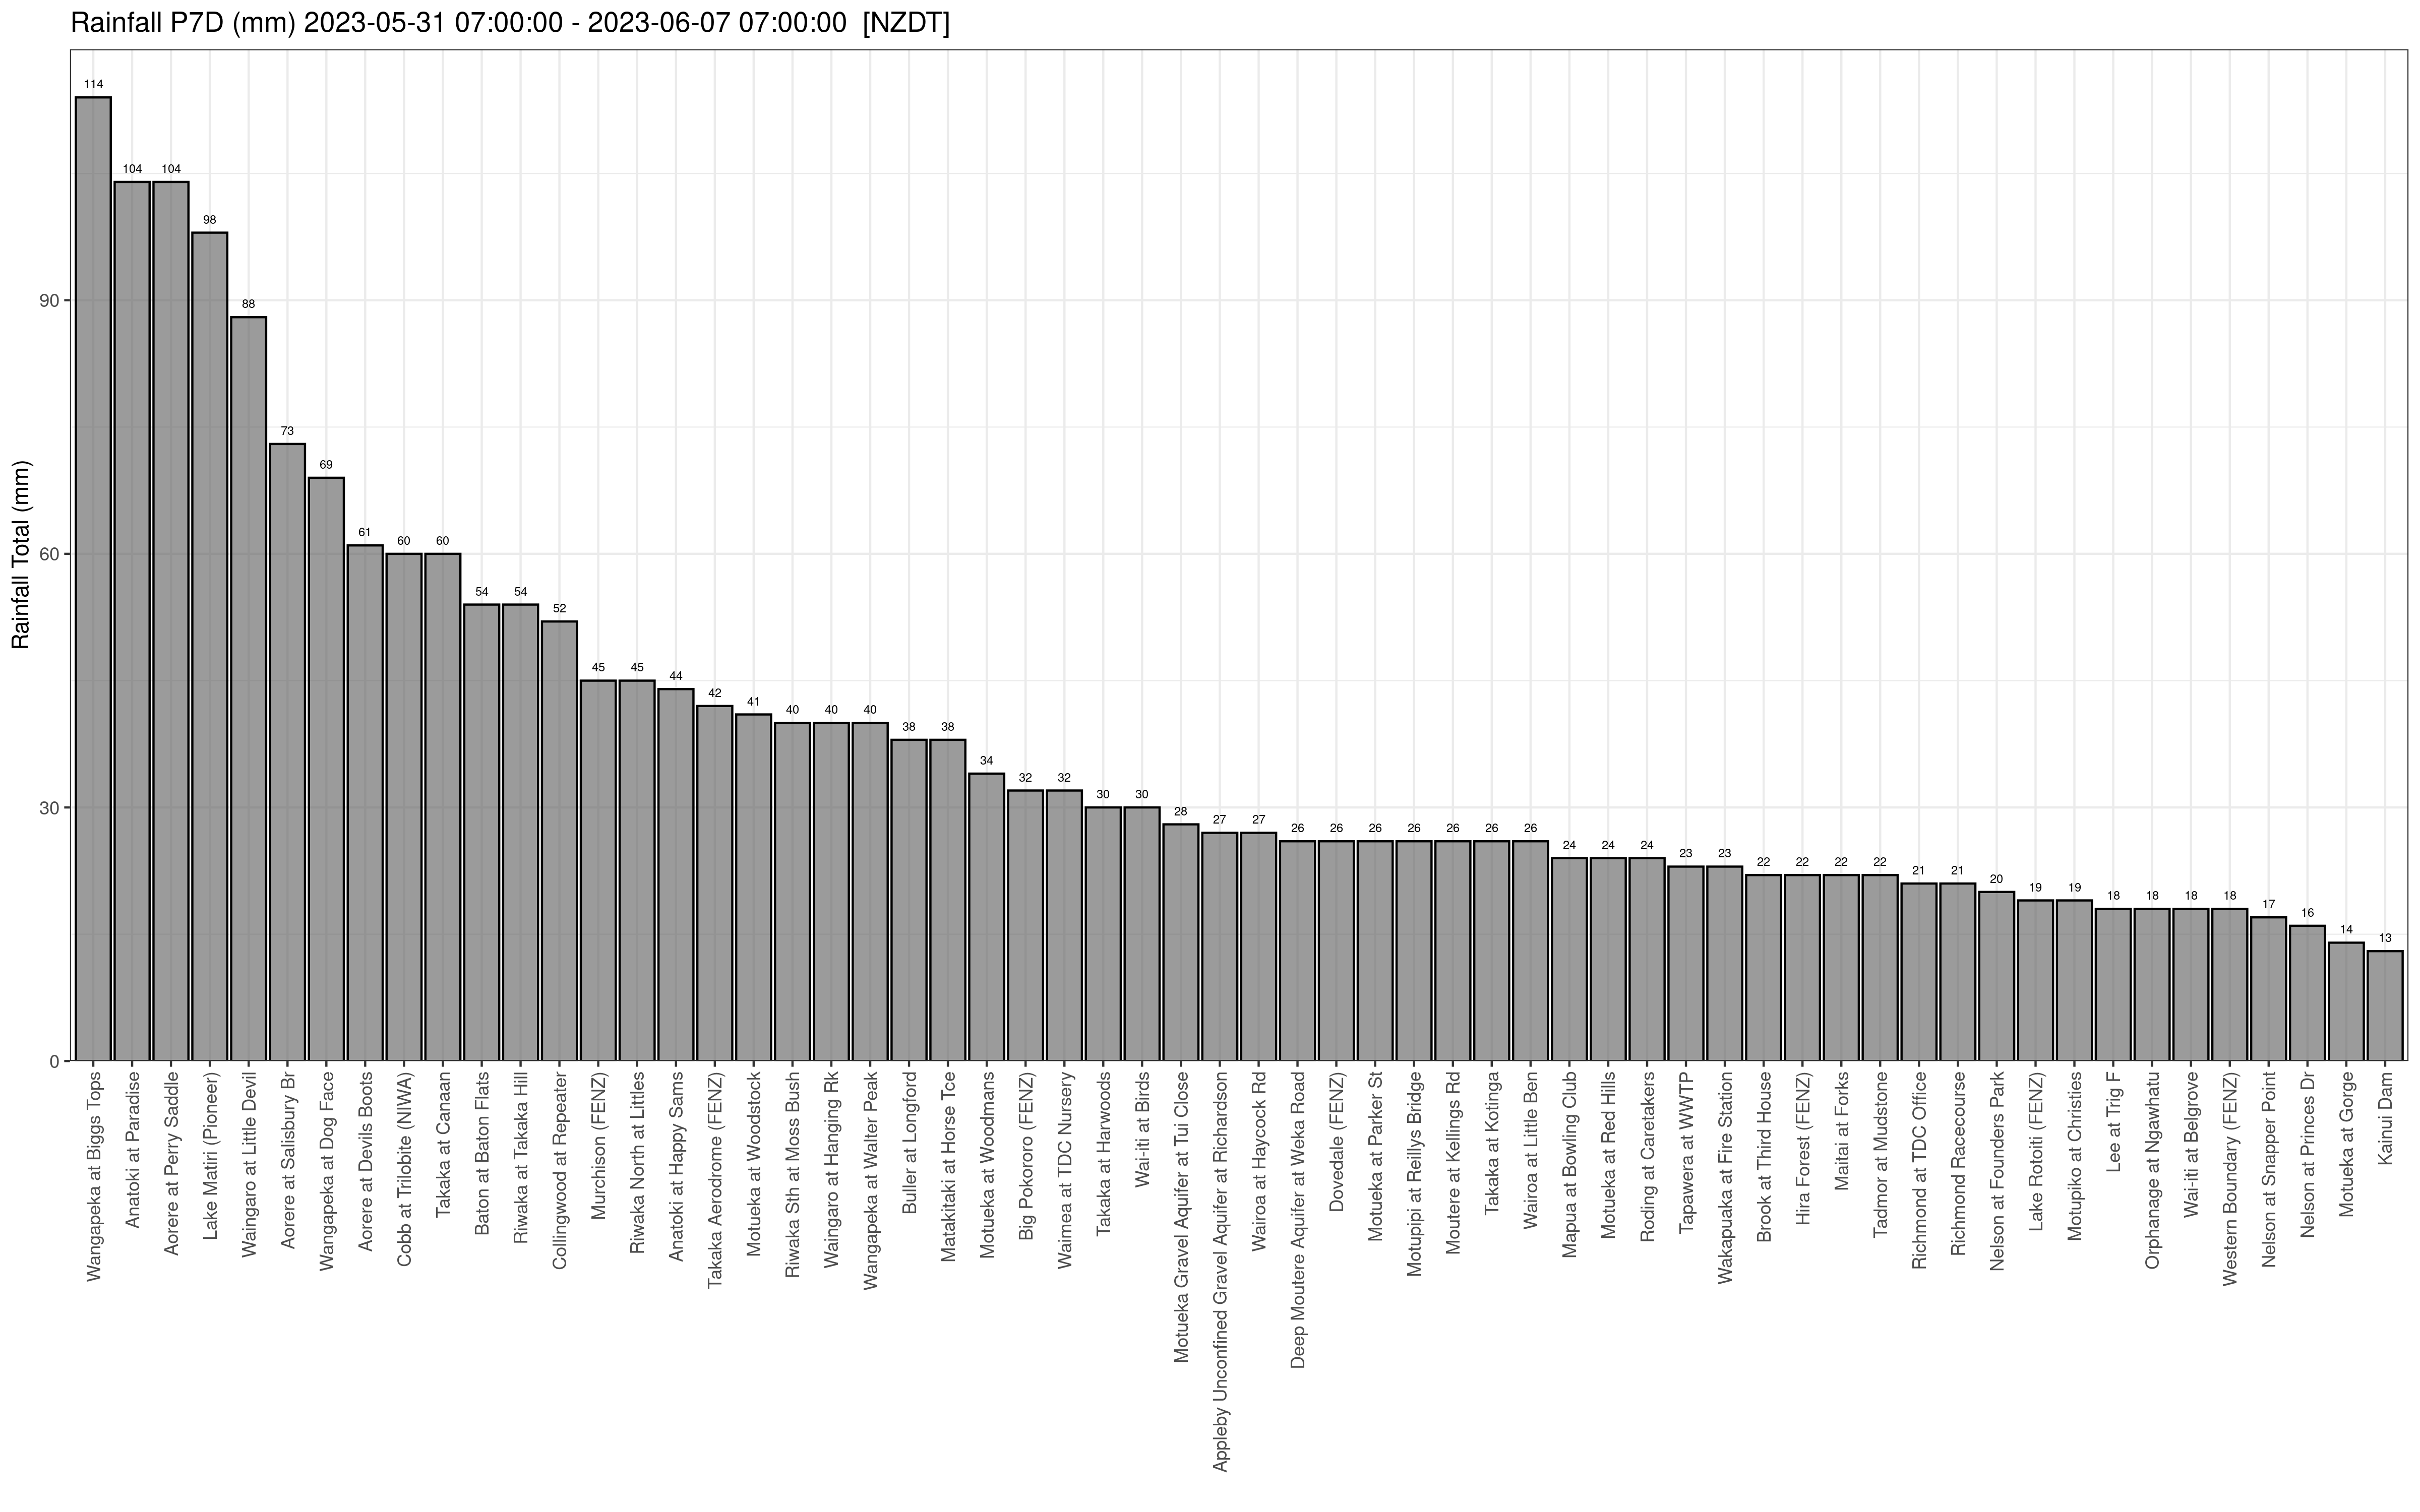 Rainfall P7D (mm) 2023-05-31 07:00:00 - 2023-06-07 07:00:00 [NZDT]
Rainfall Total (mm)
90
60
30
0
114
104
104
98
88
73
69
61
60
60
54
54
52
45
45
44
42
41
40
40
40
38
38
34
32
32
30
30
28
27
27
26
26
26
26
26
26
26
24
24
24
23
23
22
22
22
22
21
21
20
19
19
18
18
18
18
17
16
14
13
Wangapeka at Biggs Tops
Anatoki at Paradise
Aorere at Perry Saddle
Lake Matiri (Pioneer)
Waingaro at Little Devil
Aorere at Salisbury Br
Wangapeka at Dog Face
Aorere at Devils Boots
Cobb at Trilobite (NIWA)
Takaka at Canaan
Baton at Baton Flats
Riwaka at Takaka Hill
Collingwood at Repeater
Murchison (FENZ)
Riwaka North at Littles
Anatoki at Happy Sams
Takaka Aerodrome (FENZ)
Motueka at Woodstock
Riwaka Sth at Moss Bush
Waingaro at Hanging Rk
Wangapeka at Walter Peak
Buller at Longford
Matakitaki at Horse Tce
Motueka at Woodmans
Big Pokororo (FENZ)
Waimea at TDC Nursery
Takaka at Harwoods
Wai-iti at Birds
Motueka Gravel Aquifer at Tui Close
Appleby Unconfined Gravel Aquifer at Richardson
Wairoa at Haycock Rd
Deep Moutere Aquifer at Weka Road
Dovedale (FENZ)
Motueka at Parker St
Motupipi at Reillys Bridge
Moutere at Kellings Rd
Takaka at Kotinga
Wairoa at Little Ben
Mapua at Bowling Club
Motueka at Red Hills
Roding at Caretakers
Tapawera at WWTP
Wakapuaka at Fire Station
Brook at Third House
Hira Forest (FENZ)
Maitai at Forks
Tadmor at Mudstone
Richmond at TDC Office
Richmond Racecourse
Nelson at Founders Park
Lake Rotoiti (FENZ)
Motupiko at Christies
Lee at Trig F
Orphanage at Ngawhatu
Wai-iti at Belgrove
Western Boundary (FENZ)
Nelson at Snapper Point
Nelson at Princes Dr
Motueka at Gorge
Kainui Dam